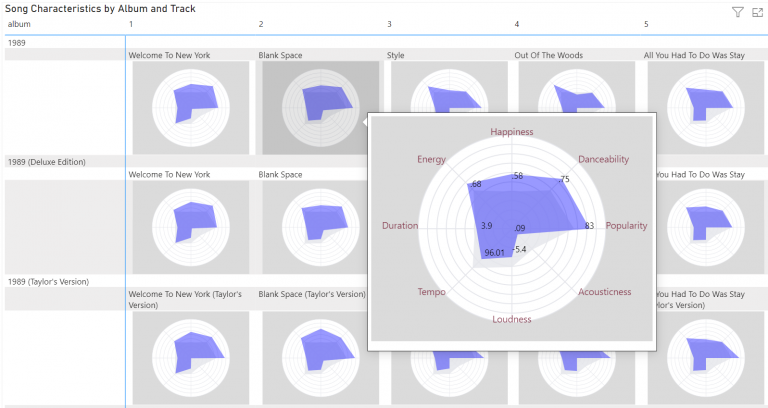 Song Characteristics by Album and Track
album 1 2 3 4 5
1989
Welcome To New York Blank Space Style Out Of The Woods All You Had To Do Was Stay
Happiness
Energy Danceability
.68 .58 .75
Duration 3.9 .09 83 Popularity
96.01 -5.4
Tempo Acousticness
Loudness
1989 (Deluxe Edition)
Welcome To New York Blank Space You Had To Do Was Stay
1989 (Taylor's Version)
Welcome To New York (Taylor's Blank Space (Taylor's Version) You Had To Do Was Stay
Version) lor's Version)